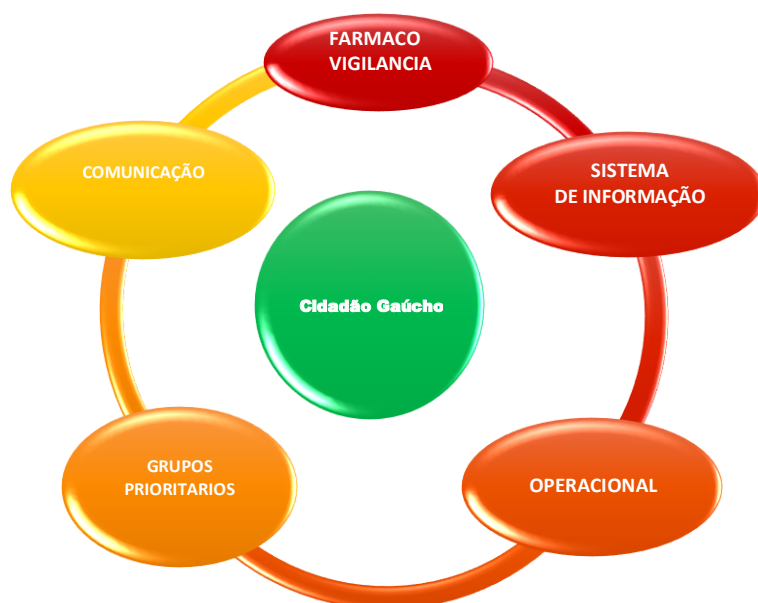 FARMACO
VIGILANCIA
SISTEMA
DE INFORMAÇÃO
OPERACIONAL
GRUPOS
PRIORITARIOS
COMUNICAÇÃO
Cidadão Gaúcho